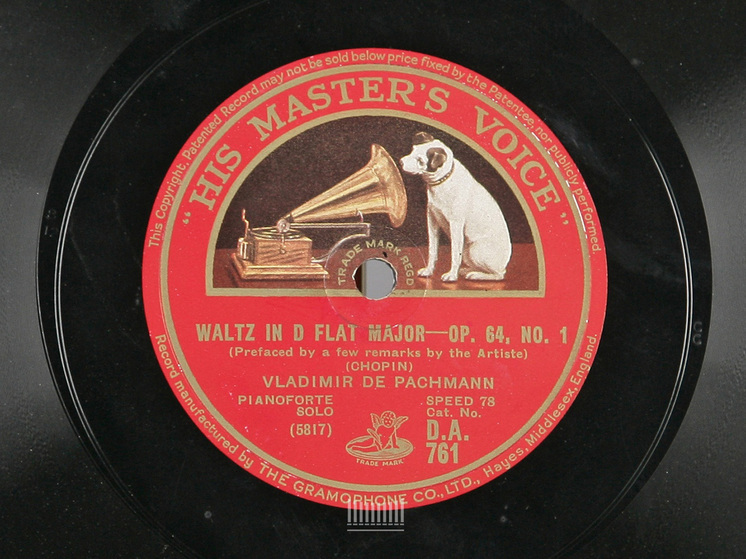 This Copyright, Patented Record may not be sold below price fixed by the Patentee, nor publicly performed.
"HIS MASTER'S VOICE"
TRADE MARK REGD
WALTZ IN D FLAT MAJOR—OP. 64, NO. 1
(Prefaced by a few remarks by the Artiste)
(CHOPIN)
VLADIMIR DE PACHMANN
PIANOFORTE SOLO
(5817)
SPEED 78
Cat. No.
D.A. 761
TRADE MARK
Record manufactured by THE GRAMOPHONE CO., LTD., Hayes, Middlesex, England.